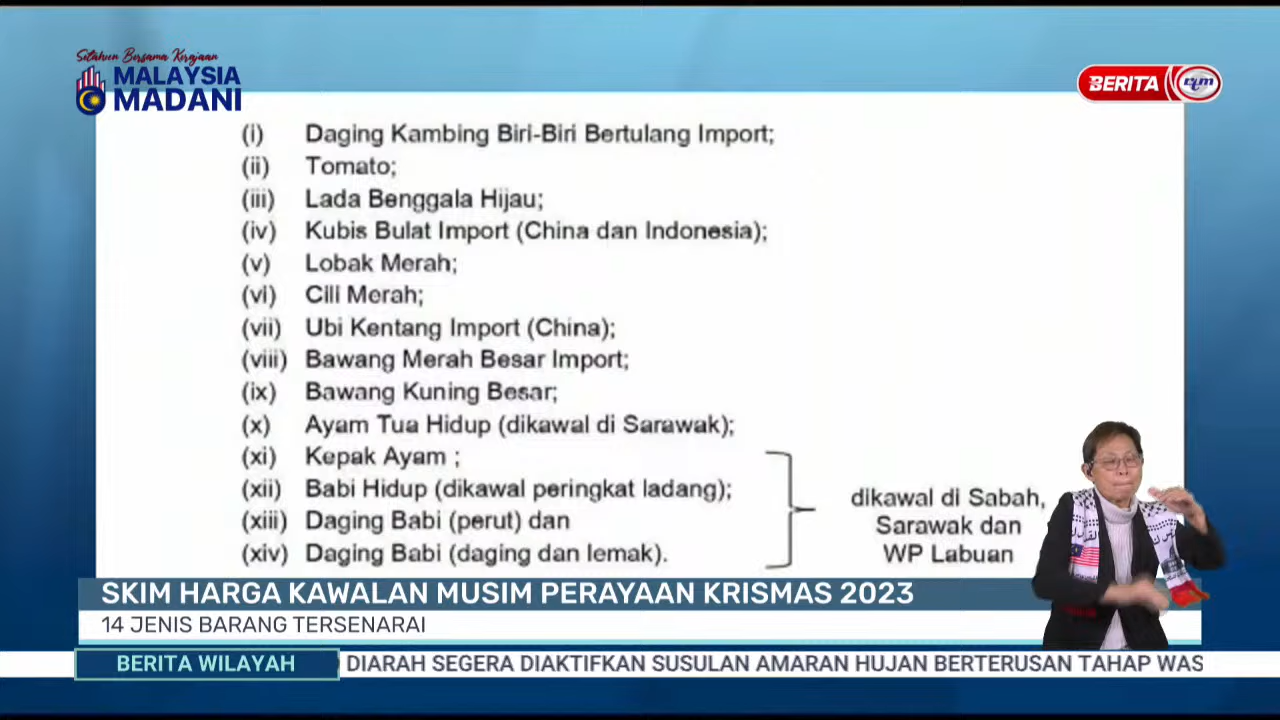 Setahun Bersama Kerajaan
MALAYSIA
MADANI
BERITA rtm
(i) Daging Kambing Biri-Biri Bertulang Import;
(ii) Tomato;
(iii) Lada Benggala Hijau;
(iv) Kubis Bulat Import (China dan Indonesia);
(v) Lobak Merah;
(vi) Cili Merah;
(vii) Ubi Kentang Import (China);
(viii) Bawang Merah Besar Import;
(ix) Bawang Kuning Besar;
(x) Ayam Tua Hidup (dikawal di Sarawak);
(xi) Kepak Ayam ;
(xii) Babi Hidup (dikawal peringkat ladang);
(xiii) Daging Babi (perut) dan
(xiv) Daging Babi (daging dan lemak).
dikawal di Sabah,
Sarawak dan
WP Labuan
SKIM HARGA KAWALAN MUSIM PERAYAAN KRISMAS 2023
14 JENIS BARANG TERSENARAI
BERITA WILAYAH DIARAH SEGERA DIAKTIFKAN SUSULAN AMARAN HUJAN BERTERUSAN TAHAP WAS